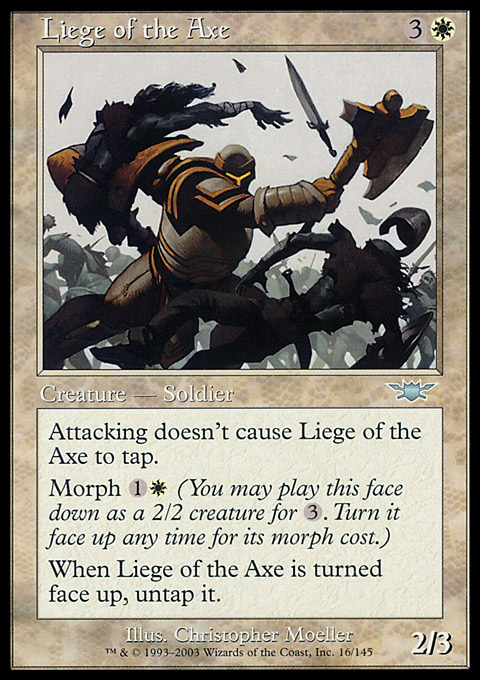 Liege of the Axe 3
Creature — Soldier
Attacking doesn't cause Liege of the
Axe to tap.
Morph 1 (You may play this face
down as a 2/2 creature for 3. Turn it
face up any time for its morph cost.)
When Liege of the Axe is turned
face up, untap it.
Illus. Christopher Moeller
™ & © 1993–2003 Wizards of the Coast, Inc. 16/145
2/3